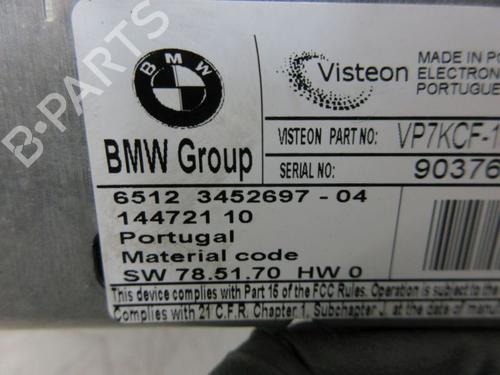 BMW
BMW Group
Visteon
MADE IN
ELECTRON
PORTUGUE
VISTEON PART NO: VP7KCF-1
SERIAL NO: 90376
6512 3452697 - 04
144721 10
Portugal
Material code
SW 78.51.70 HW 0
This device complies with Part 15 of the FCC Rules. Operation is subject to the
Complies with 21 C.F.R. Chapter 1, Subchapter J, at the date of manu
B-PARTS